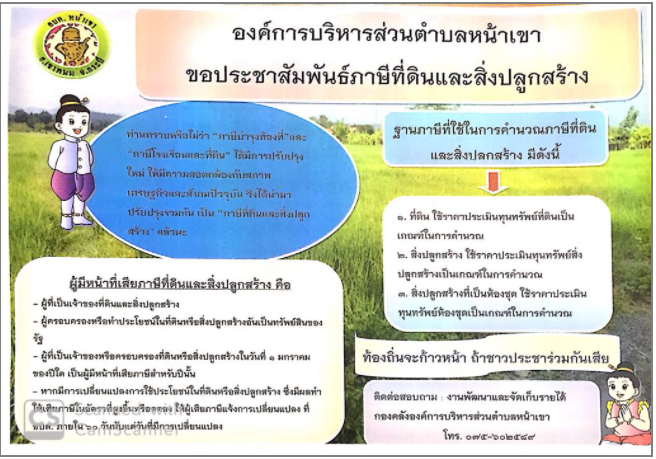 อบต. หน้าเขา
อ.เขาพนม จ.กระบี่
องค์การบริหารส่วนตำบลหน้าเขา
ขอประชาสัมพันธ์ภาษีที่ดินและสิ่งปลูกสร้าง
ท่านทราบหรือไม่ว่า "ภาษีบำรุงท้องที่"และ
"ภาษีโรงเรือนและที่ดิน" ได้มีการปรับปรุง
ใหม่ ให้มีความสอดคล้องกับสภาพ
เศรษฐกิจและสังคมปัจจุบัน จึงได้นำมา
ปรับปรุงรวมกัน เป็น "ภาษีที่ดินและสิ่งปลูก
สร้าง" แล้วนะ
ฐานภาษีที่ใช้ในการคำนวณภาษีที่ดิน
และสิ่งปลูกสร้าง มีดังนี้
๑. ที่ดิน ใช้ราคาประเมินทุนทรัพย์ที่ดินเป็น
เกณฑ์ในการคำนวณ
๒. สิ่งปลูกสร้าง ใช้ราคาประเมินทุนทรัพย์สิ่ง
ปลูกสร้างเป็นเกณฑ์ในการคำนวณ
๓. สิ่งปลูกสร้างที่เป็นห้องชุด ใช้ราคาประเมิน
ทุนทรัพย์ห้องชุดเป็นเกณฑ์ในการคำนวณ
ผู้มีหน้าที่เสียภาษีที่ดินและสิ่งปลูกสร้าง คือ
- ผู้ที่เป็นเจ้าของที่ดินและสิ่งปลูกสร้าง
- ผู้ครอบครองหรือทำประโยชน์ในที่ดินหรือสิ่งปลูกสร้างอันเป็นทรัพย์สินของ
รัฐ
- ผู้ที่เป็นเจ้าของหรือครอบครองที่ดินหรือสิ่งปลูกสร้างในวันที่ ๑ มกราคม
ของปีใด เป็นผู้มีหน้าที่เสียภาษีสำหรับปีนั้น
- หากมีการเปลี่ยนแปลงการใช้ประโยชน์ในที่ดินหรือสิ่งปลูกสร้าง ซึ่งมีผลทำ
ให้เสียภาษีในอัตราที่สูงขึ้นหรือลดลง ให้ผู้เสียภาษีแจ้งการเปลี่ยนแปลง ที่
อบต. ภายใน ๖๐ วันนับแต่วันที่มีการเปลี่ยนแปลง
ท้องถิ่นจะก้าวหน้า ถ้าชาวประชาร่วมกันเสีย
ติดต่อสอบถาม : งานพัฒนาและจัดเก็บรายได้
กองคลังองค์การบริหารส่วนตำบลหน้าเขา
โทร. ๐๗๕-๖๐๒๕๔๙
CS Scanned with
CamScanner